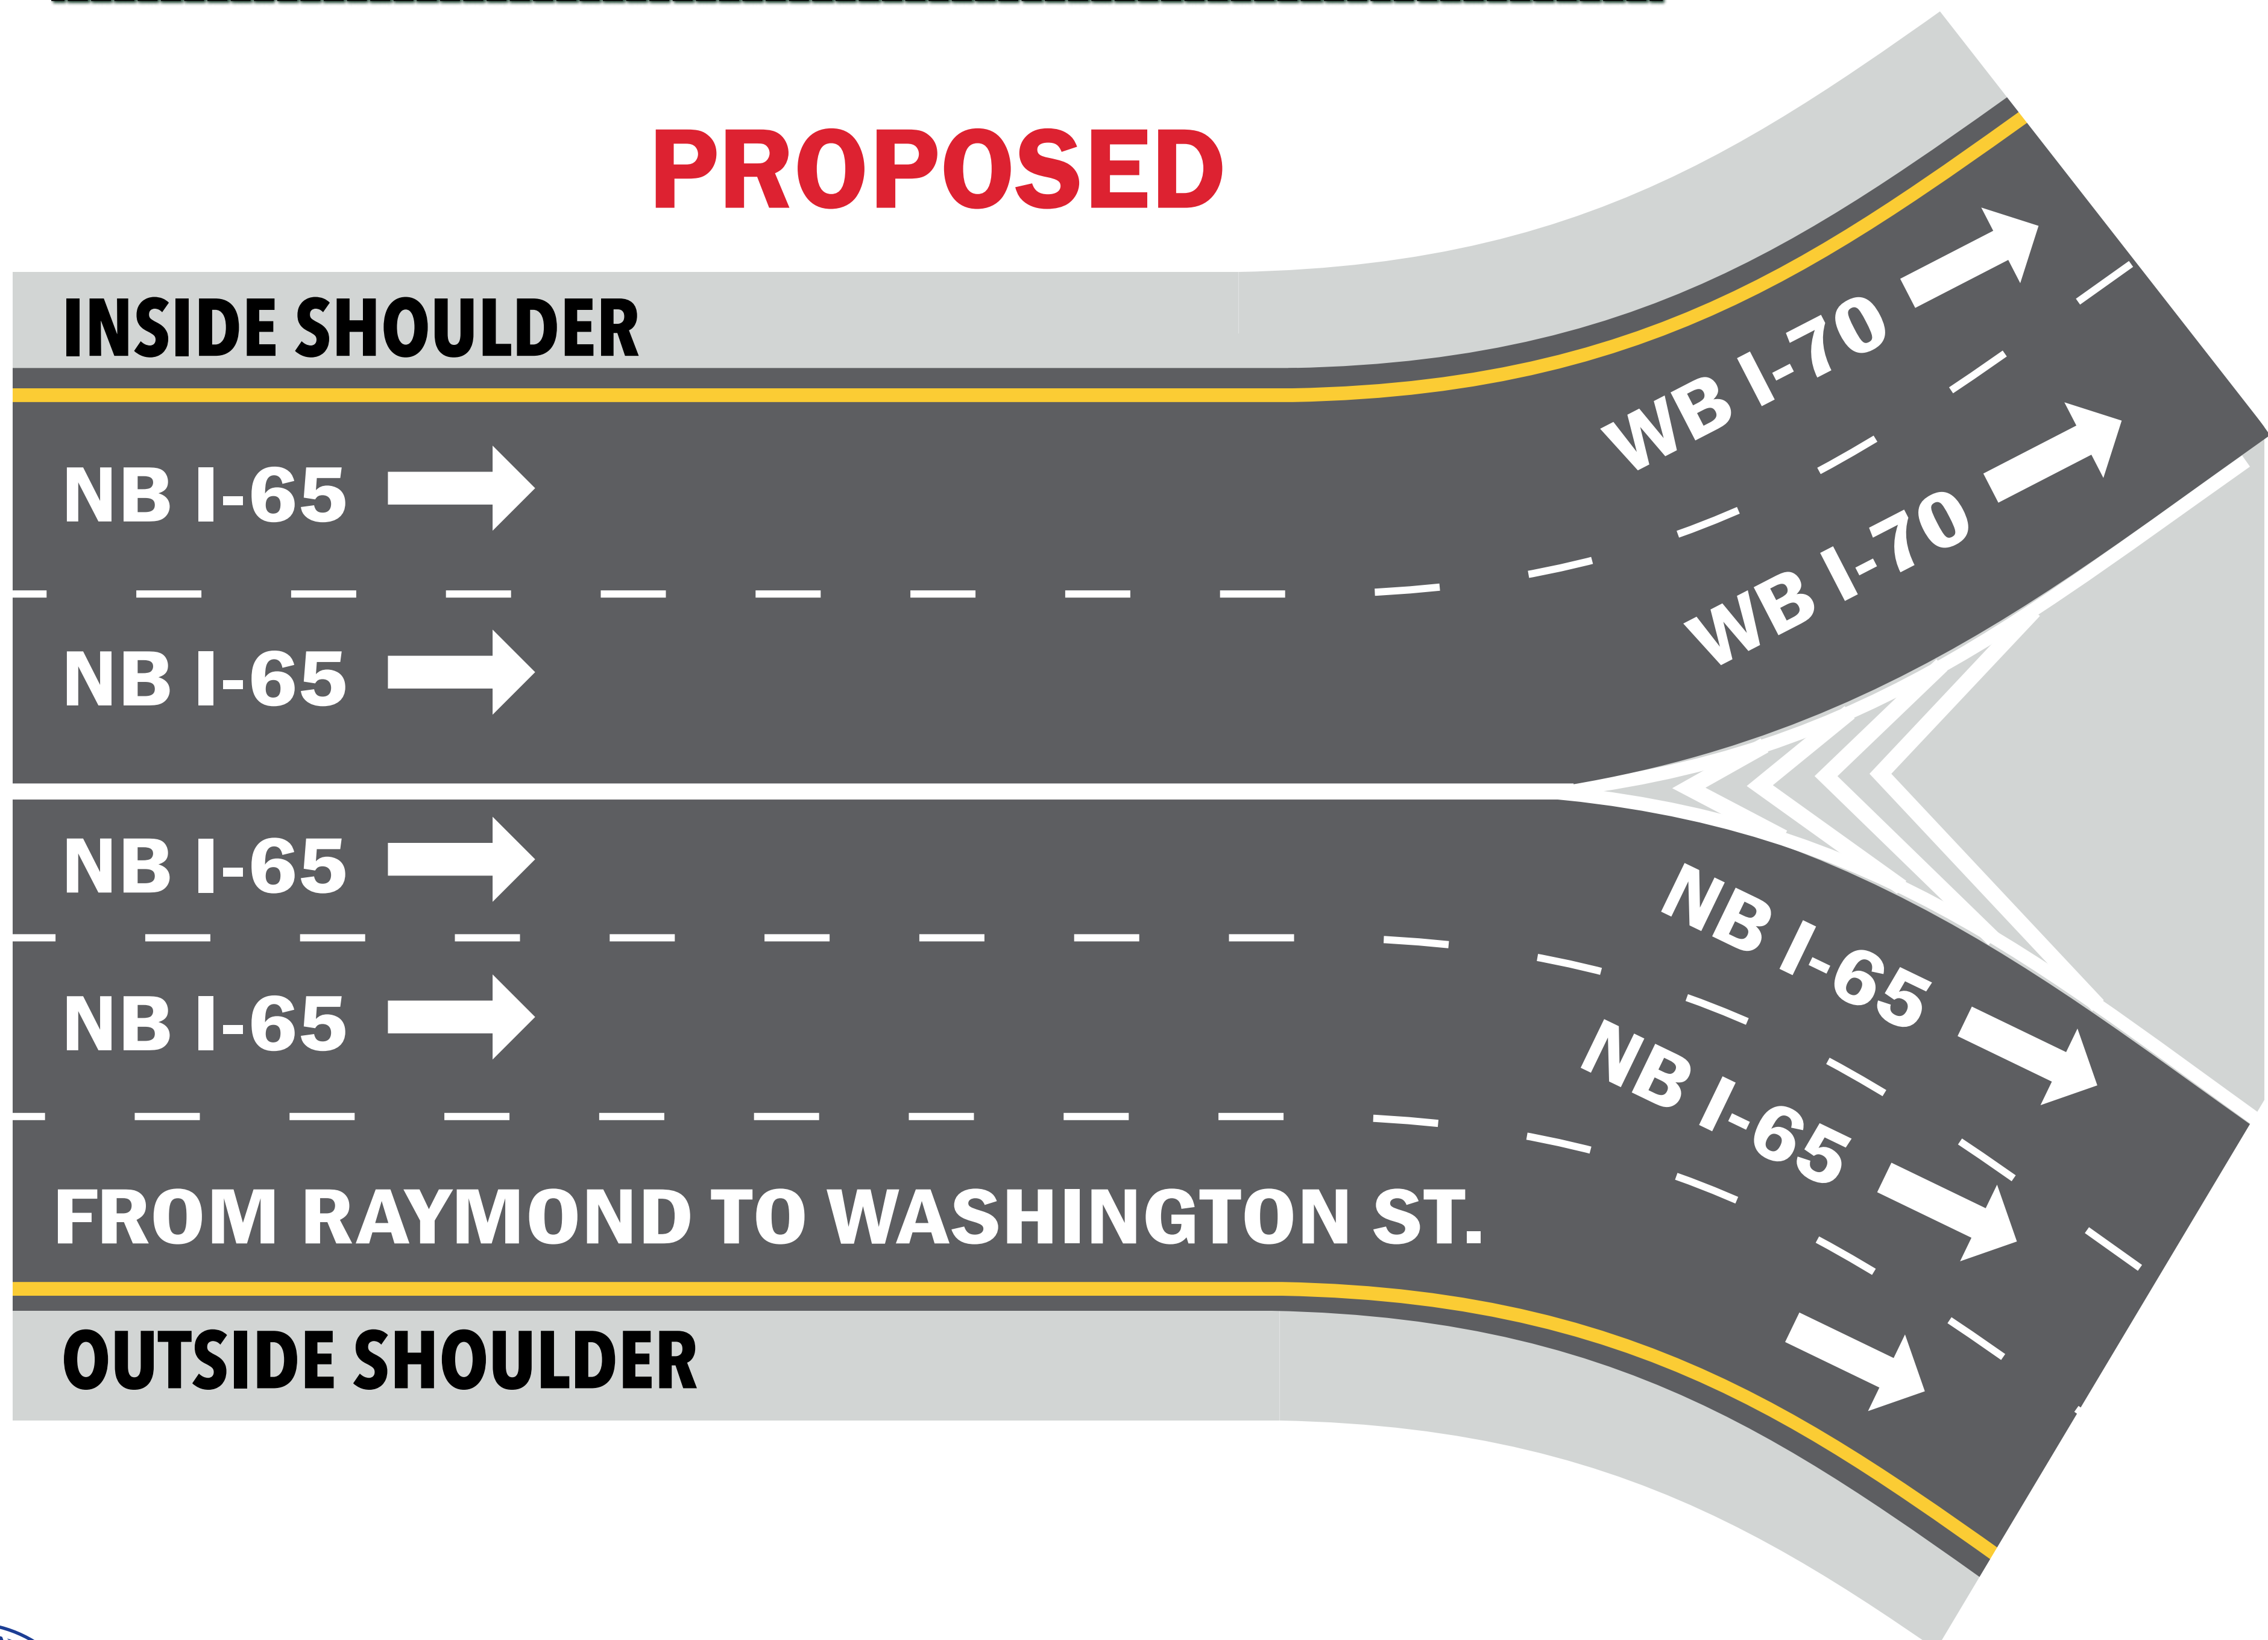 PROPOSED
INSIDE SHOULDER
WB I-70
NB I-65
WB I-70
NB I-65
NB I-65
NB I-65
NB I-65
NB I-65
FROM RAYMOND TO WASHINGTON ST.
OUTSIDE SHOULDER